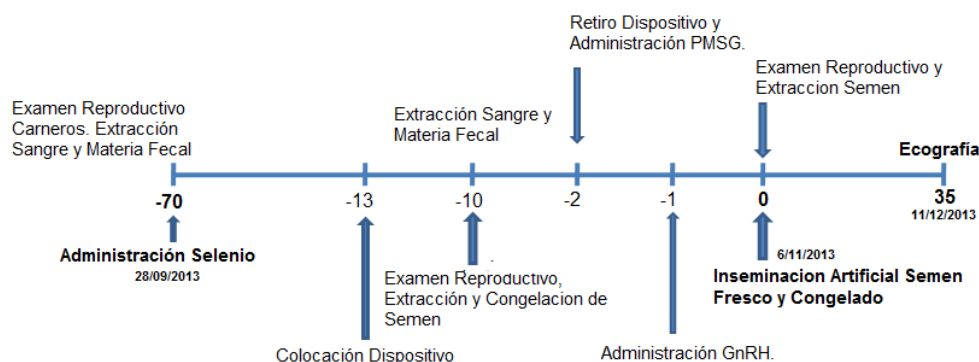 Retiro Dispositivo y
Administración PMSG.
Examen Reproductivo y
Extraccion Semen
Examen Reproductivo
Carneros. Extracción
Sangre y Materia Fecal
Extracción Sangre y
Materia Fecal
Ecografía
-70
-13
-10
-2
-1
0
35
11/12/2013
Administración Selenio
28/09/2013
6/11/2013
Inseminacion Artificial Semen
Fresco y Congelado
Examen Reproductivo,
Extracción y Congelacion de
Semen
Colocación Dispositivo
Administración GnRH.